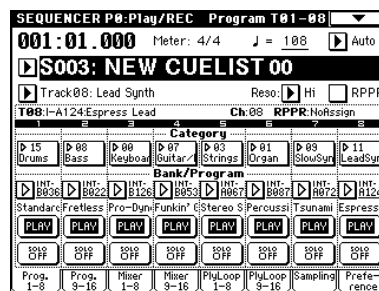 SEQUENCER P0:Play/REC Program T01-08
001:01.000 Meter: 4/4 ♩ = 108 Auto
S003: NEW CUELIST 00
Track08: Lead Synth Reso: Hi RPPR
T08:I-A124:Espress Lead Ch:08 RPPR:NoAssign
1 2 3 4 5 6 7 8
Category
15 08 00 07 03 01 09 11
Drums Bass Keyboar Guitar/ Strings Organ SlowSyn LeadSyr
Bank/Program
INT- INT- INT- INT- INT- INT- INT- INT-
B036 B022 B126 B053 A067 B087 A072 A124
Standard Fretless Pro-Dyn Funkin' G Stereo S Percussi Tsunami Espress
PLAY PLAY PLAY PLAY PLAY PLAY PLAY PLAY
SOLO SOLO SOLO SOLO SOLO SOLO SOLO SOLO
OFF OFF OFF OFF OFF OFF OFF OFF
Prog. Prog. Mixer Mixer PlyLoop PlyLoop Sampling Prefe-
1-8 9-16 1-8 9-16 1-8 9-16 rence